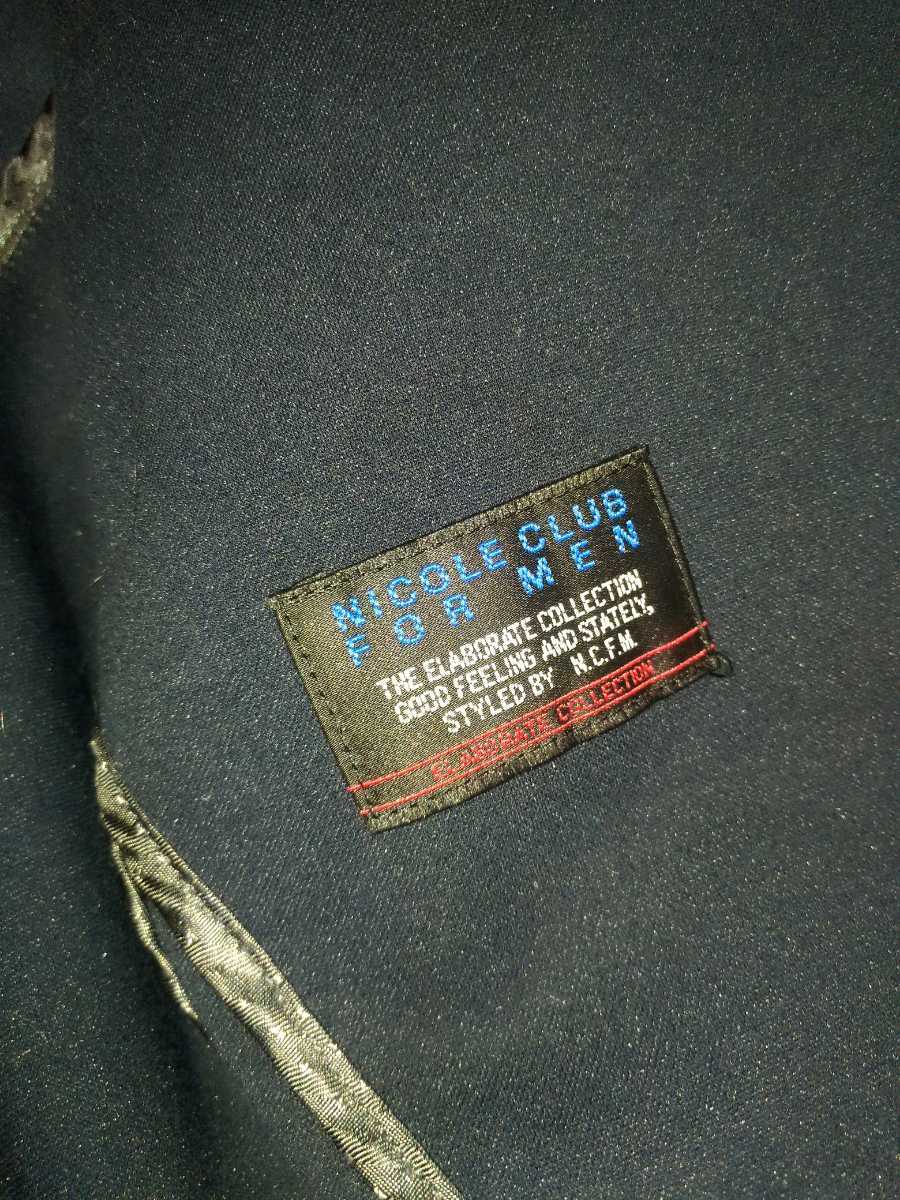 NICOLE CLUB
FOR MEN
THE ELABORATE COLLECTION
GOOD FEELING AND STATELY,
STYLED BY N.C.F.M.
ELABORATE COLLECTION